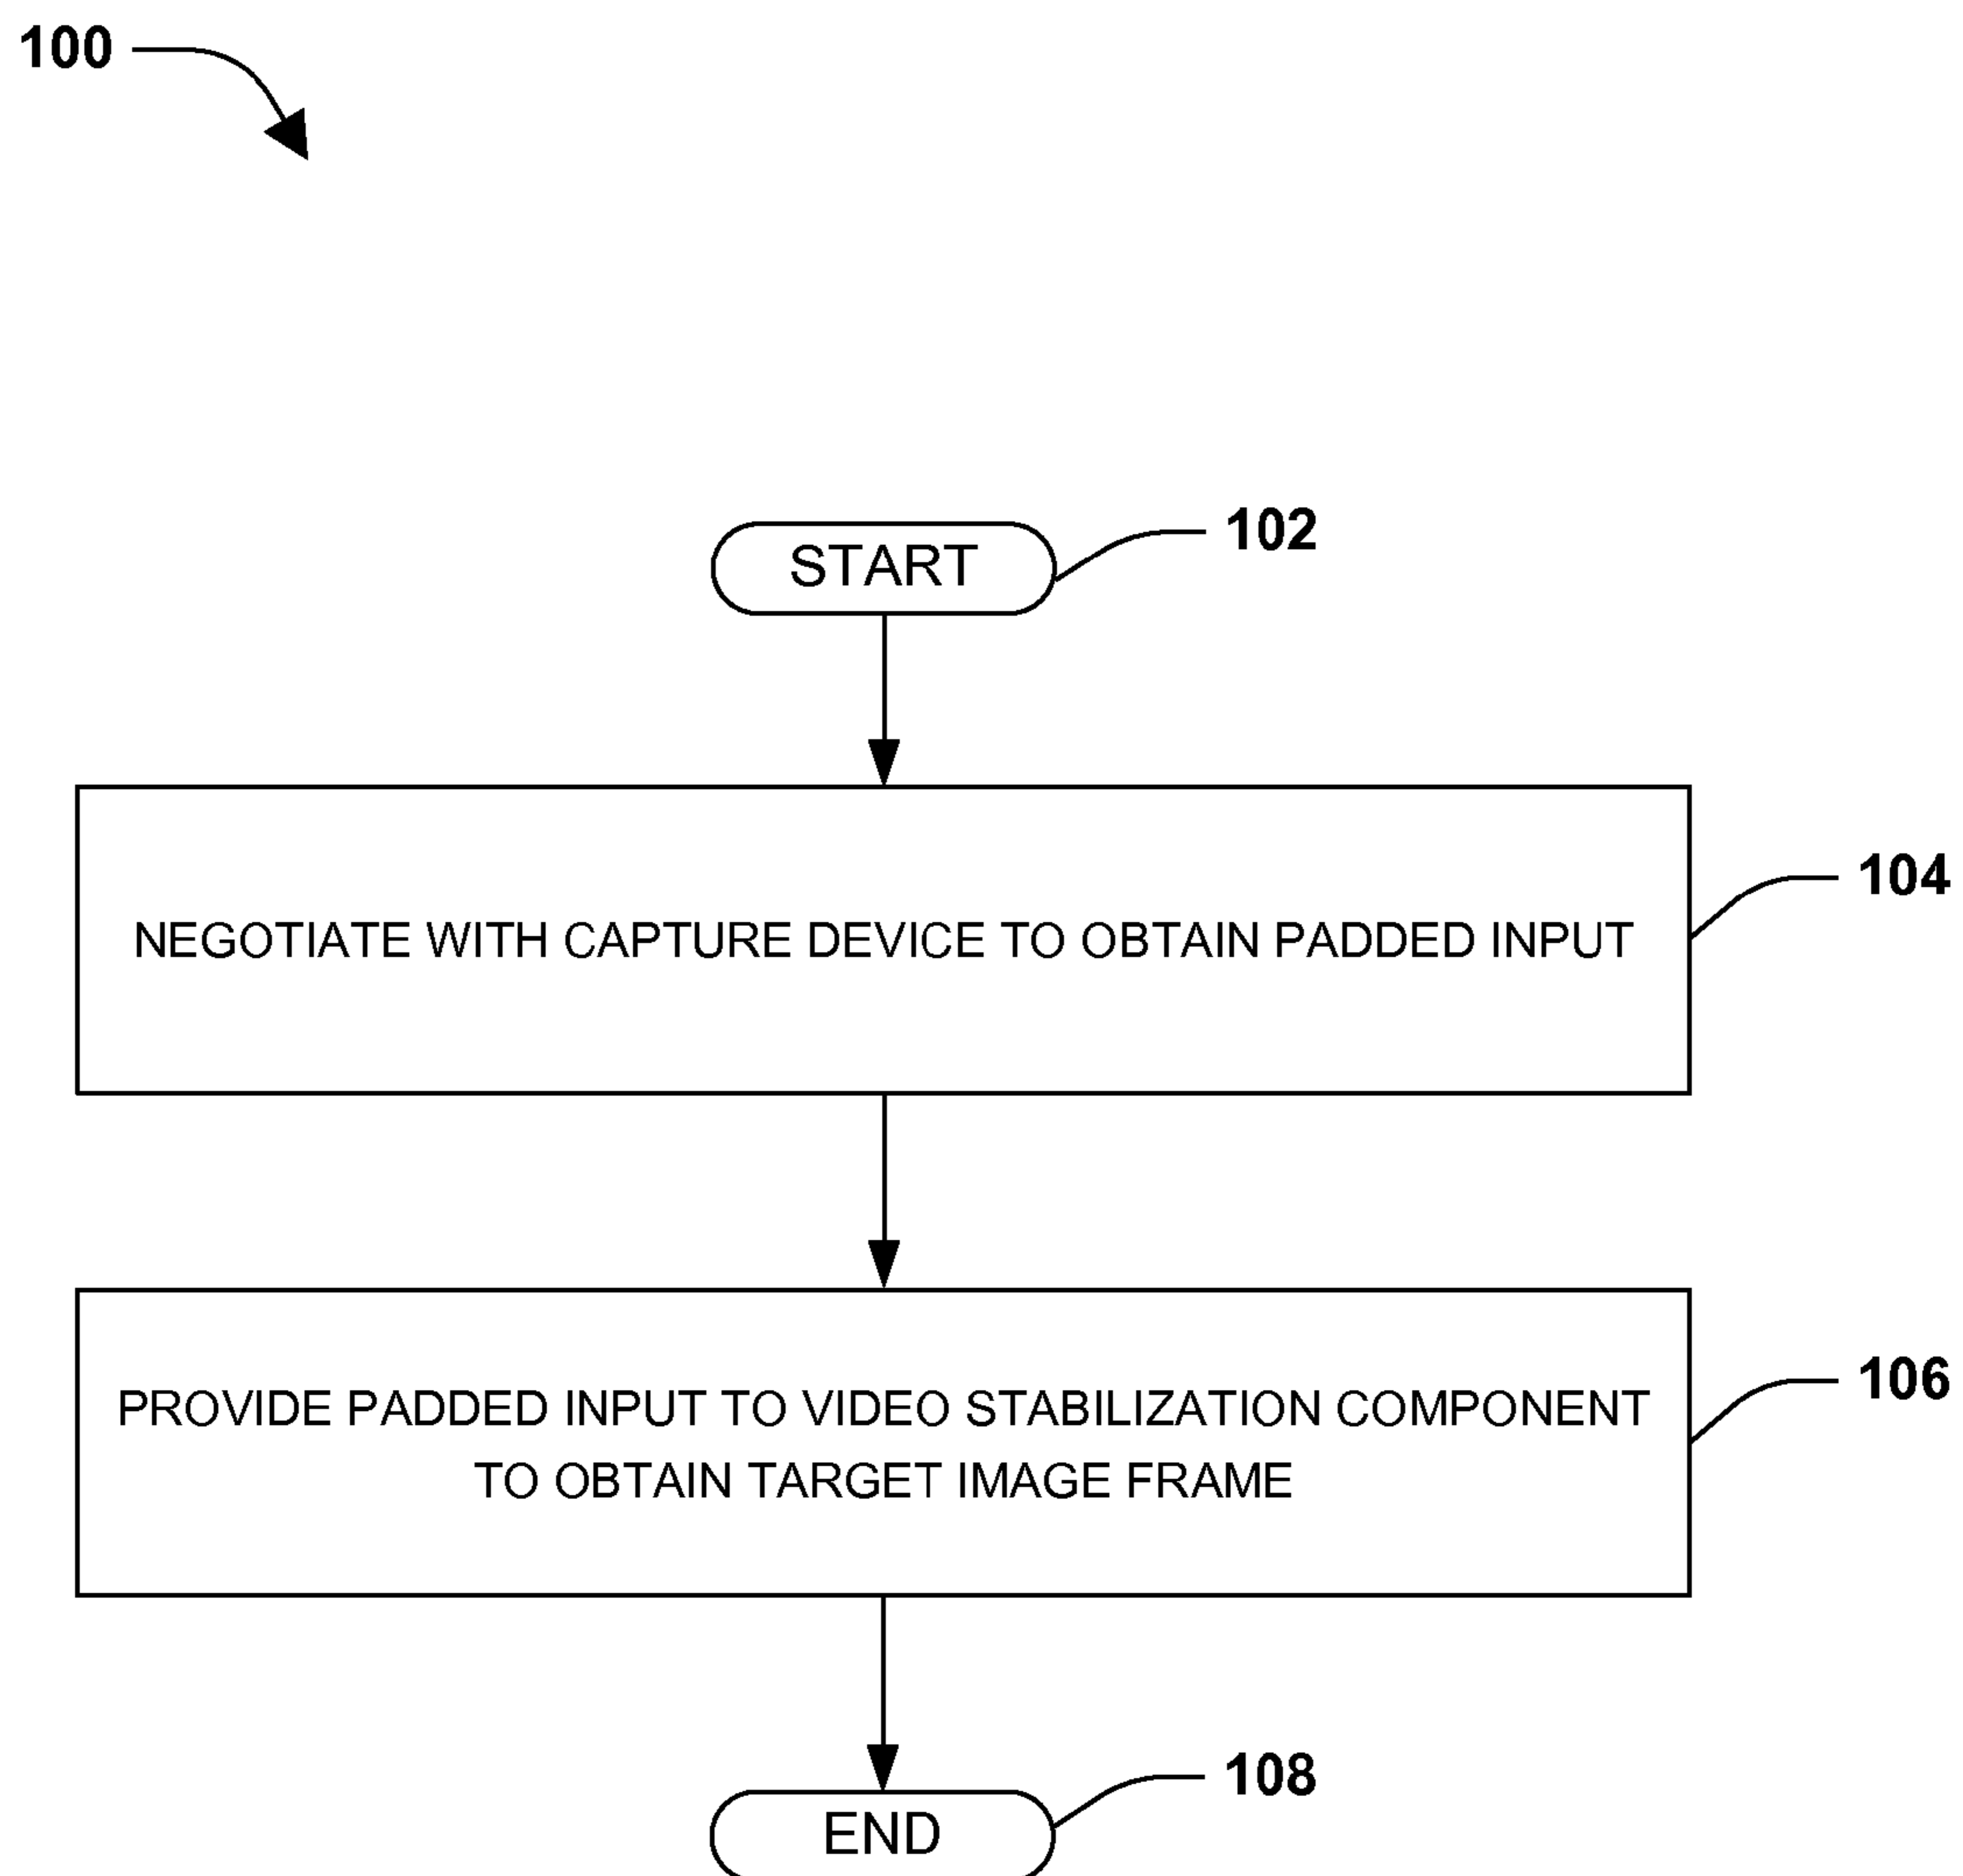 100
START
102
NEGOTIATE WITH CAPTURE DEVICE TO OBTAIN PADDED INPUT
104
PROVIDE PADDED INPUT TO VIDEO STABILIZATION COMPONENT
TO OBTAIN TARGET IMAGE FRAME
106
END
108